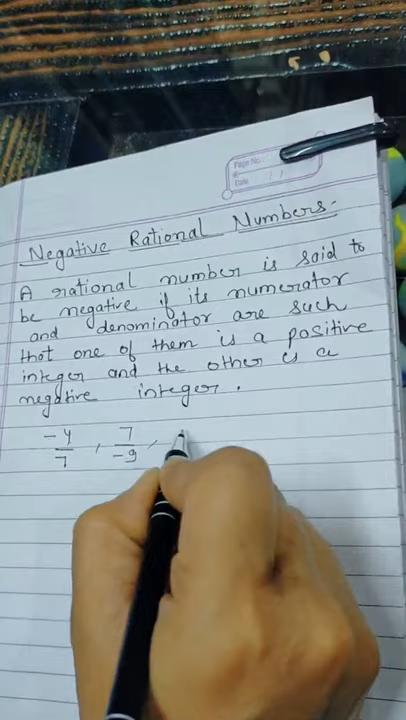 Page No.
Date / /
Negative Rational Numbers.
A rational number is said to
be negative if its numerator
and denominator are such
that one of them is a positive
integer and the other is a
negative integer.
-4/7 , 7/-9 ,